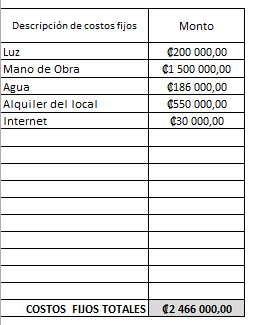 Descripción de costos fijos Monto
Luz ₡200 000,00
Mano de Obra ₡1 500 000,00
Agua ₡186 000,00
Alquiler del local ₡550 000,00
Internet ₡30 000,00
COSTOS FIJOS TOTALES ₡2 466 000,00